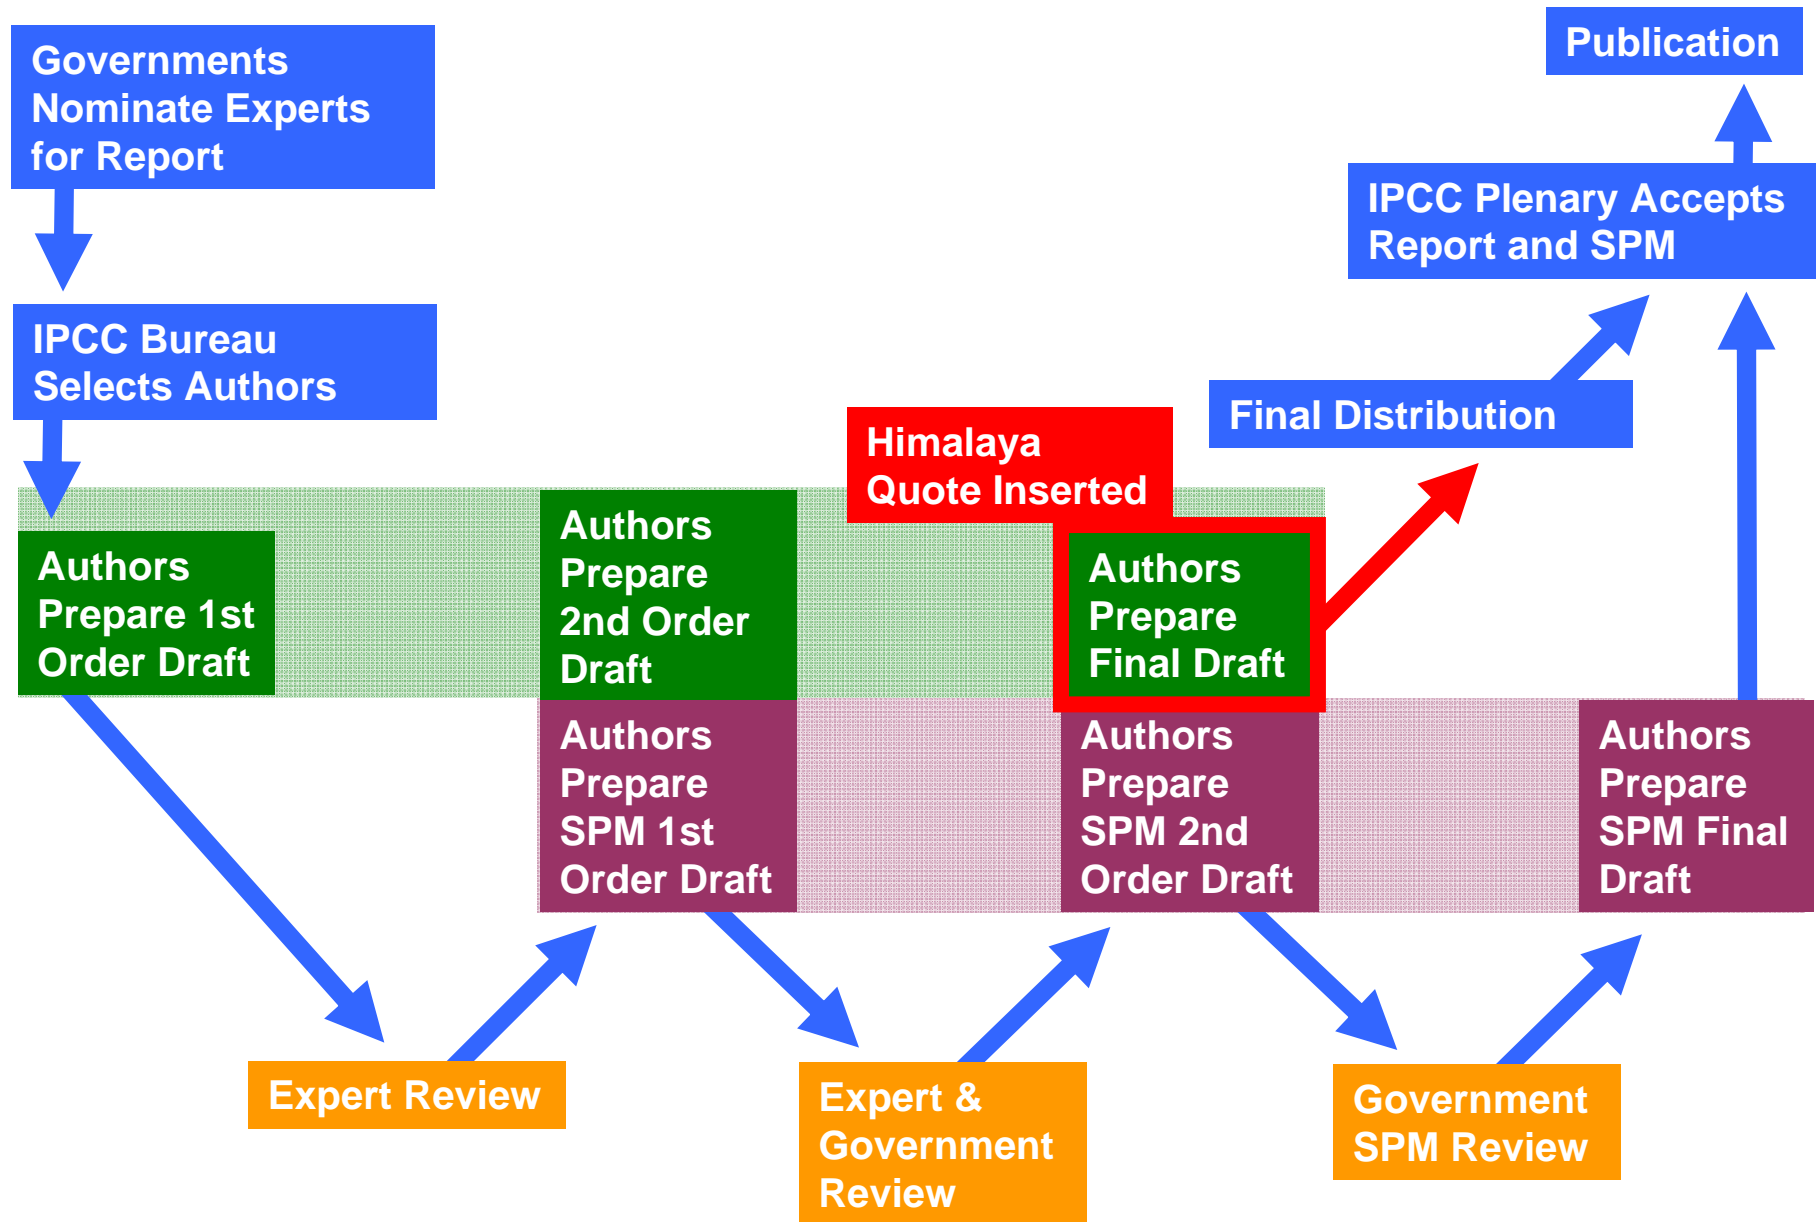 Governments
Nominate Experts
for Report
IPCC Bureau
Selects Authors
Authors
Prepare 1st
Order Draft
Expert Review
Authors
Prepare
2nd Order
Draft
Authors
Prepare
SPM 1st
Order Draft
Expert &
Government
Review
Himalaya
Quote Inserted
Authors
Prepare
Final Draft
Authors
Prepare
SPM 2nd
Order Draft
Government
SPM Review
Authors
Prepare
SPM Final
Draft
Final Distribution
IPCC Plenary Accepts
Report and SPM
Publication